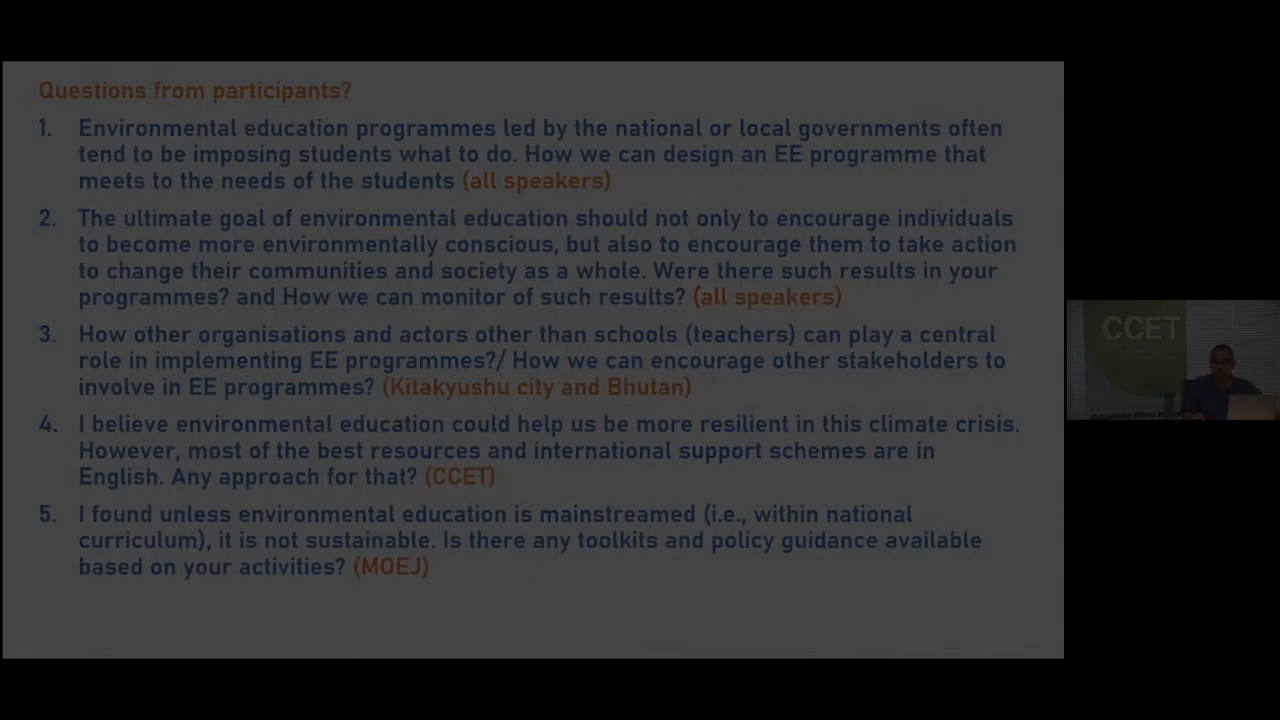 Questions from participants?
1. Environmental education programmes led by the national or local governments often
tend to be imposing students what to do. How we can design an EE programme that
meets to the needs of the students (all speakers)
2. The ultimate goal of environmental education should not only to encourage individuals
to become more environmentally conscious, but also to encourage them to take action
to change their communities and society as a whole. Were there such results in your
programmes? and How we can monitor of such results? (all speakers)
3. How other organisations and actors other than schools (teachers) can play a central
role in implementing EE programmes?/ How we can encourage other stakeholders to
involve in EE programmes? (Kitakyushu city and Bhutan)
4. I believe environmental education could help us be more resilient in this climate crisis.
However, most of the best resources and international support schemes are in
English. Any approach for that? (CCET)
5. I found unless environmental education is mainstreamed (i.e., within national
curriculum), it is not sustainable. Is there any toolkits and policy guidance available
based on your activities? (MOEJ)
CCET